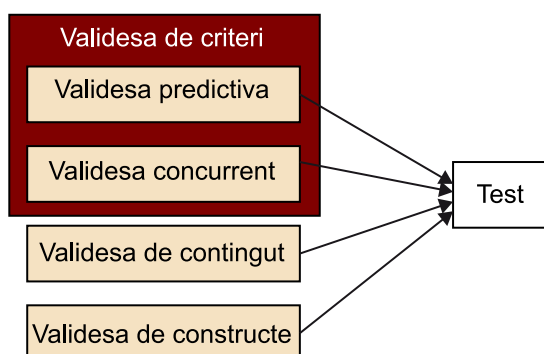 Validesa de criteri
Validesa predictiva
Validesa concurrent
Test
Validesa de contingut
Validesa de constructe